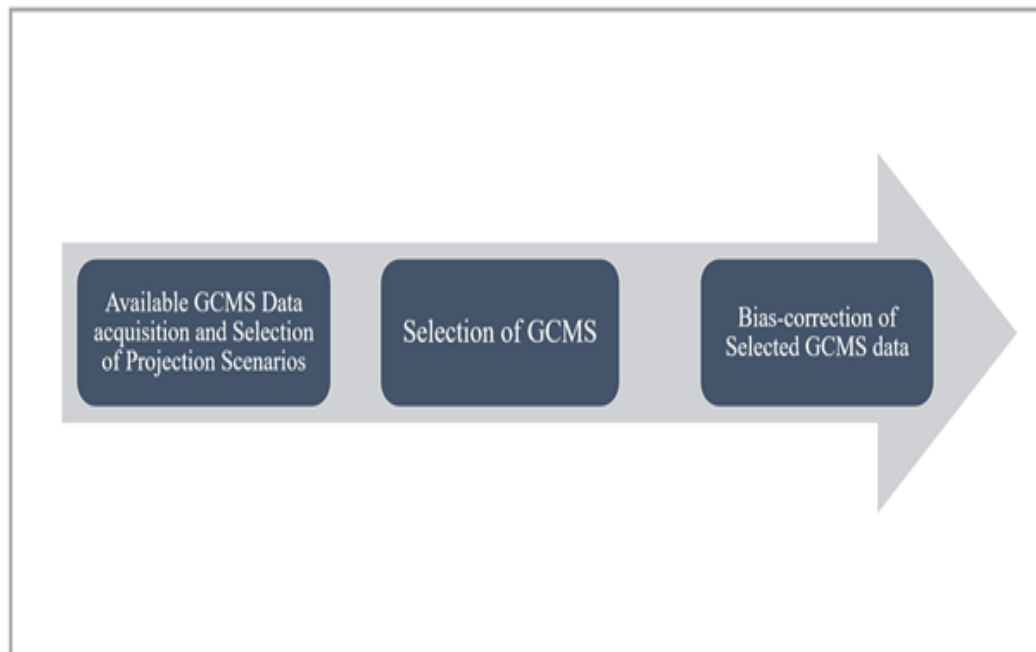 Available GCMS Data
acquisition and Selection
of Projection Scenarios
Selection of GCMS
Bias-correction of
Selected GCMS data